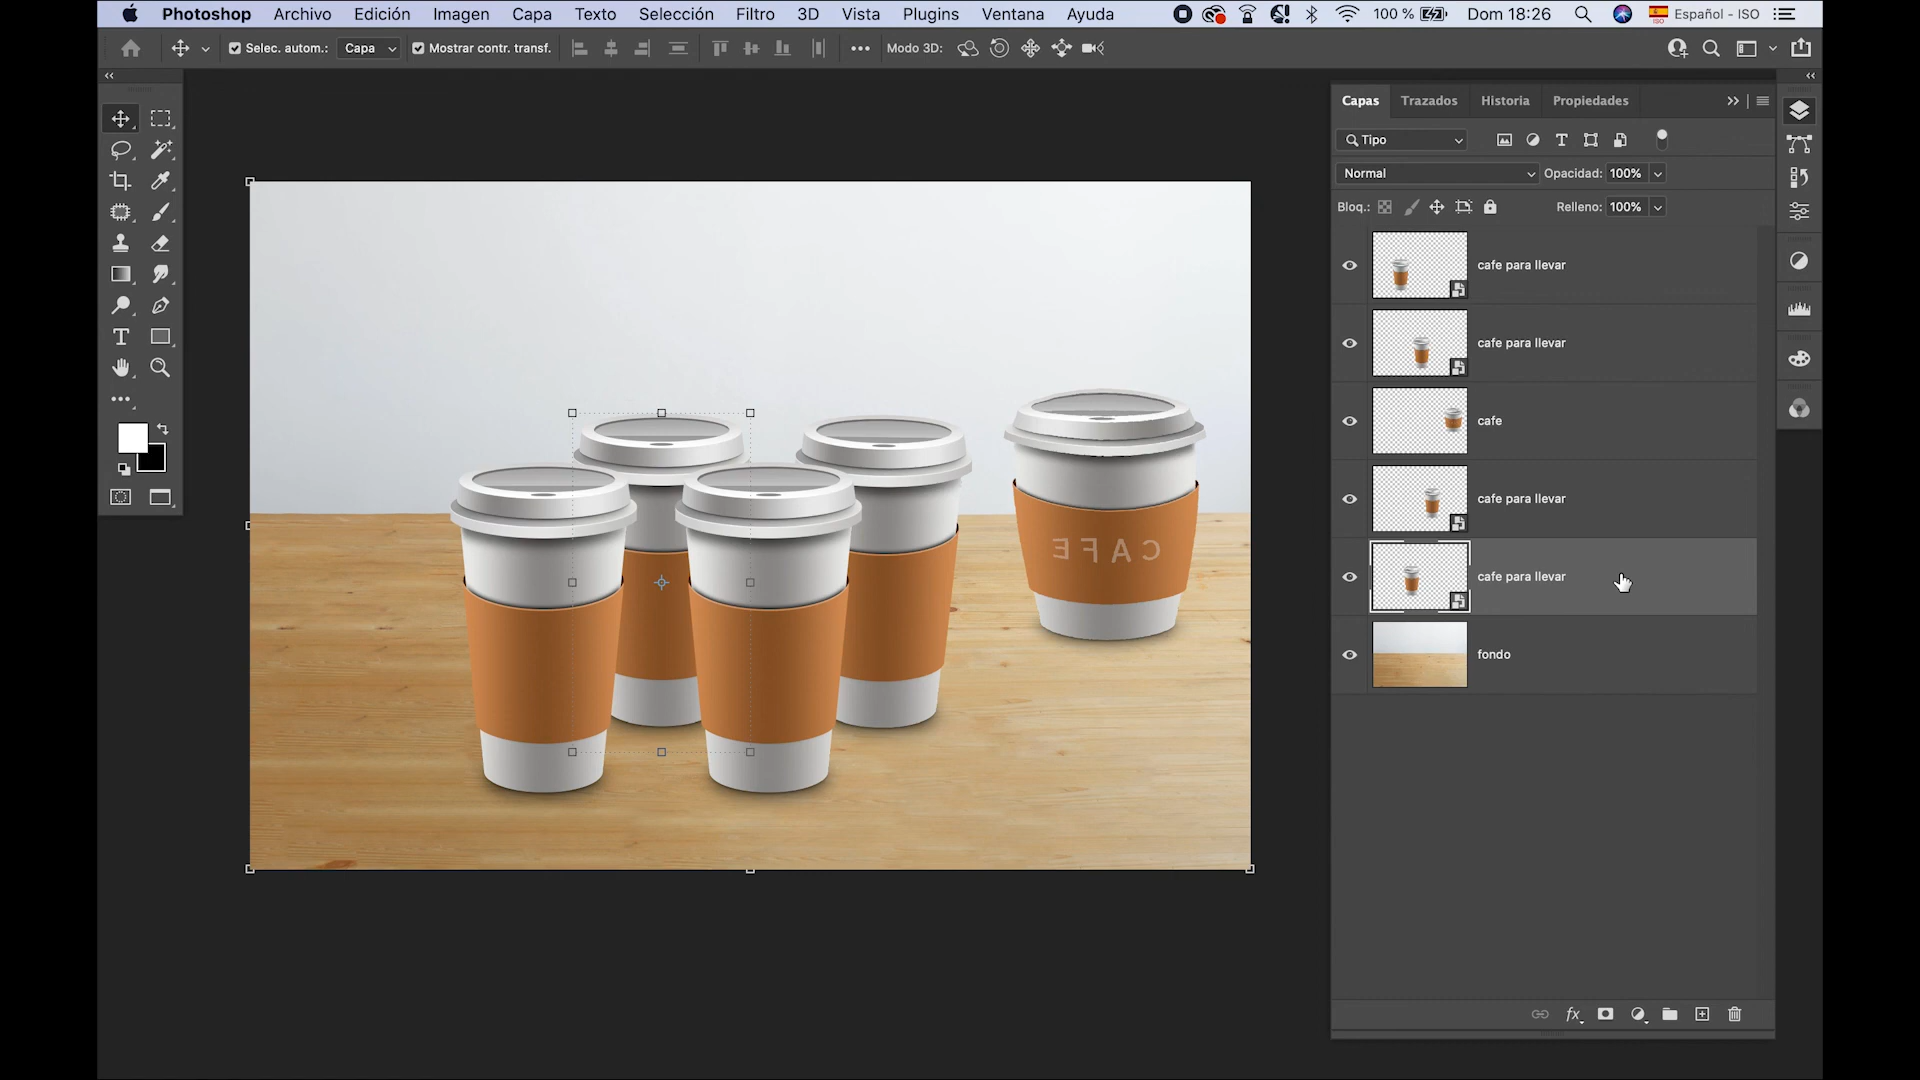 Photoshop Archivo Edición Imagen Capa Texto Selección Filtro 3D Vista Plugins Ventana Ayuda 100 % Dom 18:26 ISO Español - ISO
Selec. autom.: Capa Mostrar contr. transf. Modo 3D:
Capas Trazados Historia Propiedades
Tipo
Normal Opacidad: 100%
Bloq.: Relleno: 100%
cafe para llevar
cafe para llevar
cafe
cafe para llevar
cafe para llevar
fondo
CAFE
fx